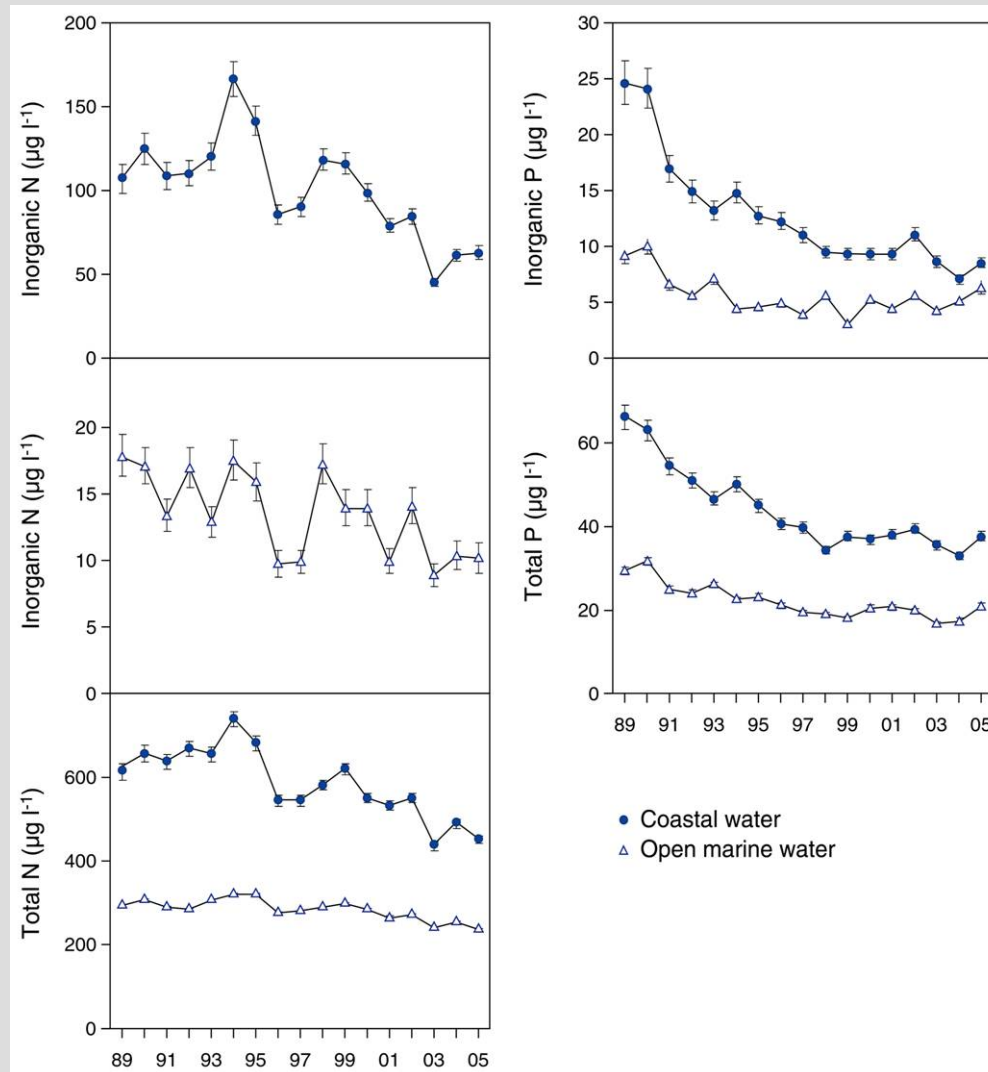 200
150
100
50
0
Inorganic N (µg l-1)
20
15
10
5
0
Inorganic N (µg l-1)
600
400
200
0
Total N (µg l-1)
89 91 93 95 97 99 01 03 05
30
25
20
15
10
5
0
Inorganic P (µg l-1)
60
40
20
0
Total P (µg l-1)
89 91 93 95 97 99 01 03 05
Coastal water
Open marine water